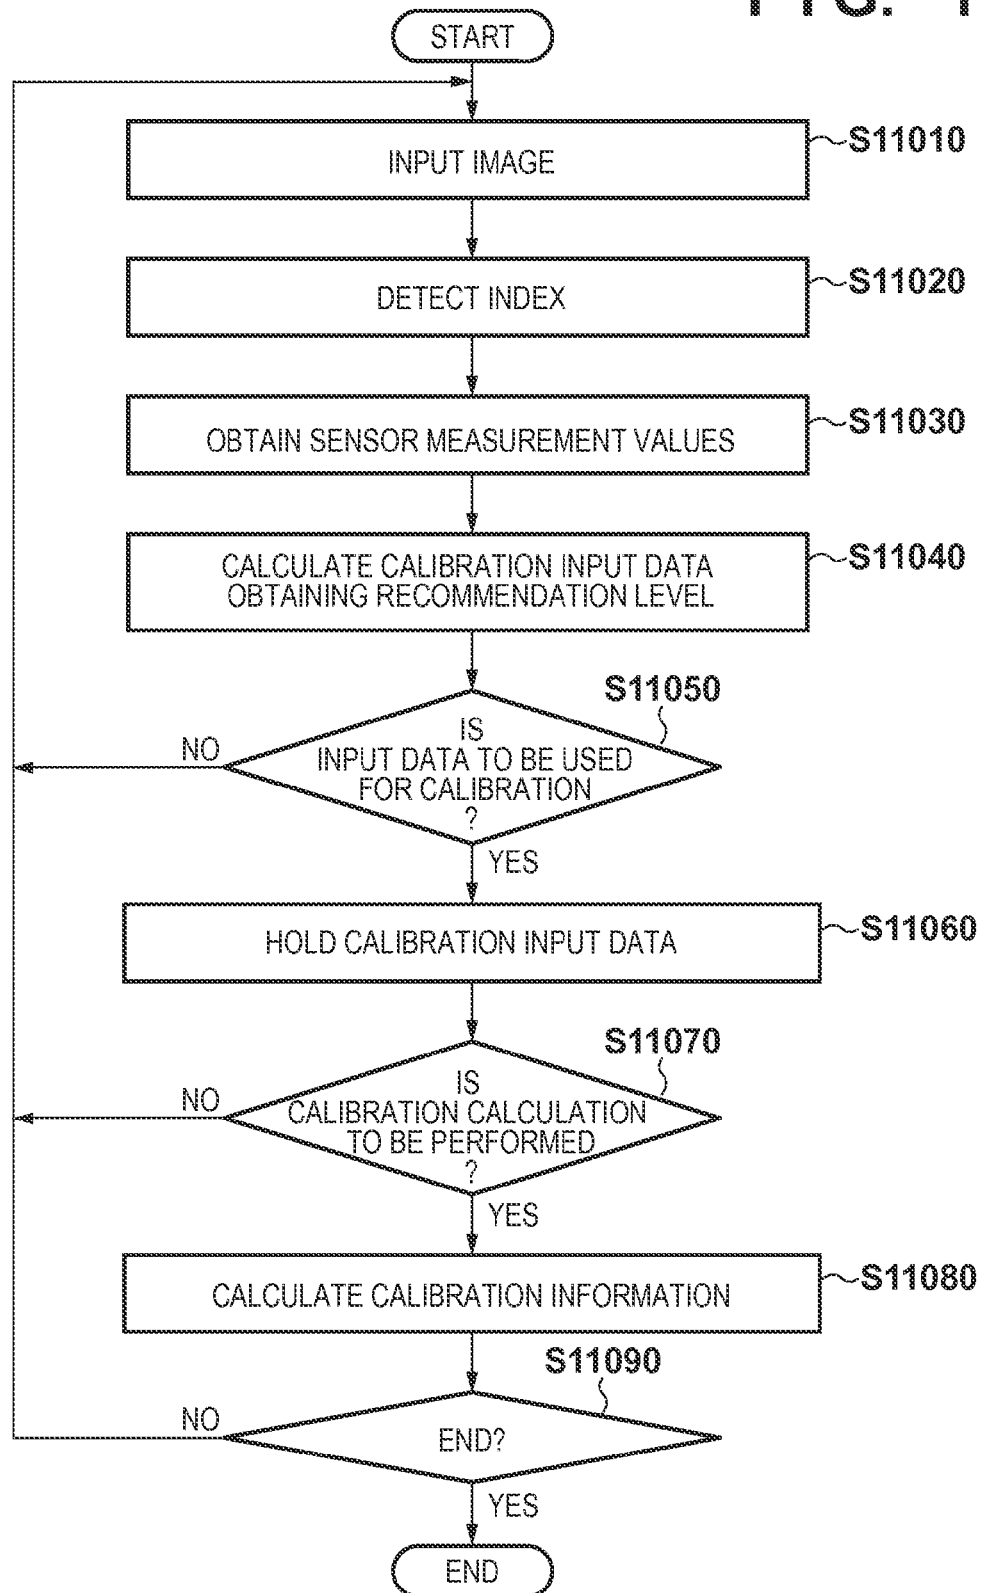 FIG.
START
INPUT IMAGE
S11010
DETECT INDEX
S11020
OBTAIN SENSOR MEASUREMENT VALUES
S11030
CALCULATE CALIBRATION INPUT DATA
OBTAINING RECOMMENDATION LEVEL
S11040
S11050
IS
INPUT DATA TO BE USED
FOR CALIBRATION
?
NO
YES
HOLD CALIBRATION INPUT DATA
S11060
S11070
IS
CALIBRATION CALCULATION
TO BE PERFORMED
?
NO
YES
CALCULATE CALIBRATION INFORMATION
S11080
S11090
END?
NO
YES
END